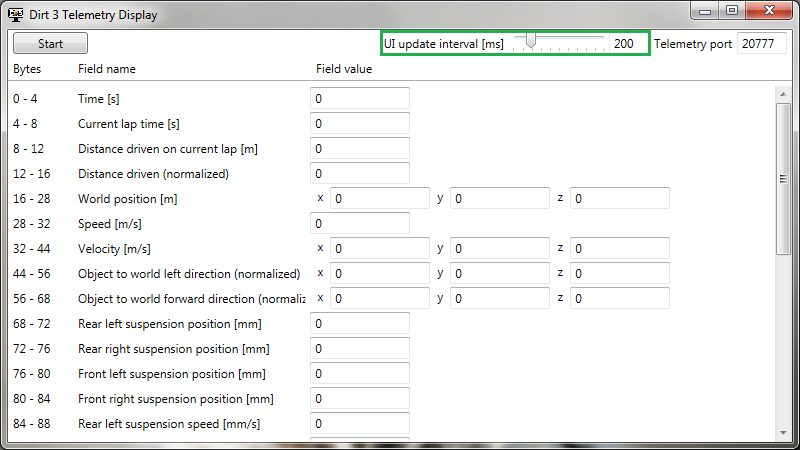 Dirt 3 Telemetry Display
Start UI update interval [ms] 200 Telemetry port 20777
Bytes Field name Field value
0 - 4 Time [s] 0
4 - 8 Current lap time [s] 0
8 - 12 Distance driven on current lap [m] 0
12 - 16 Distance driven (normalized) 0
16 - 28 World position [m] x 0 y 0 z 0
28 - 32 Speed [m/s] 0
32 - 44 Velocity [m/s] x 0 y 0 z 0
44 - 56 Object to world left direction (normalized) x 0 y 0 z 0
56 - 68 Object to world forward direction (normaliz x 0 y 0 z 0
68 - 72 Rear left suspension position [mm] 0
72 - 76 Rear right suspension position [mm] 0
76 - 80 Front left suspension position [mm] 0
80 - 84 Front right suspension position [mm] 0
84 - 88 Rear left suspension speed [mm/s] 0